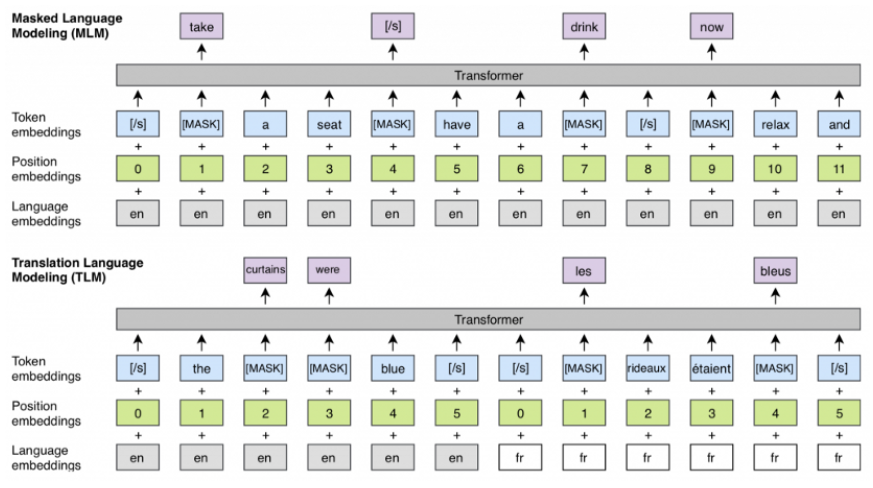 Masked Language
Modeling (MLM)
take [/s] drink now
Transformer
Token
embeddings
[/s] [MASK] a seat [MASK] have a [MASK] [/s] [MASK] relax and
+ + + + + + + + + + + +
Position
embeddings
0 1 2 3 4 5 6 7 8 9 10 11
+ + + + + + + + + + + +
Language
embeddings
en en en en en en en en en en en en
Translation Language
Modeling (TLM)
curtains were les bleus
Transformer
Token
embeddings
[/s] the [MASK] [MASK] blue [/s] [/s] [MASK] rideaux étaient [MASK] [/s]
+ + + + + + + + + + + +
Position
embeddings
0 1 2 3 4 5 0 1 2 3 4 5
+ + + + + + + + + + + +
Language
embeddings
en en en en en en fr fr fr fr fr fr